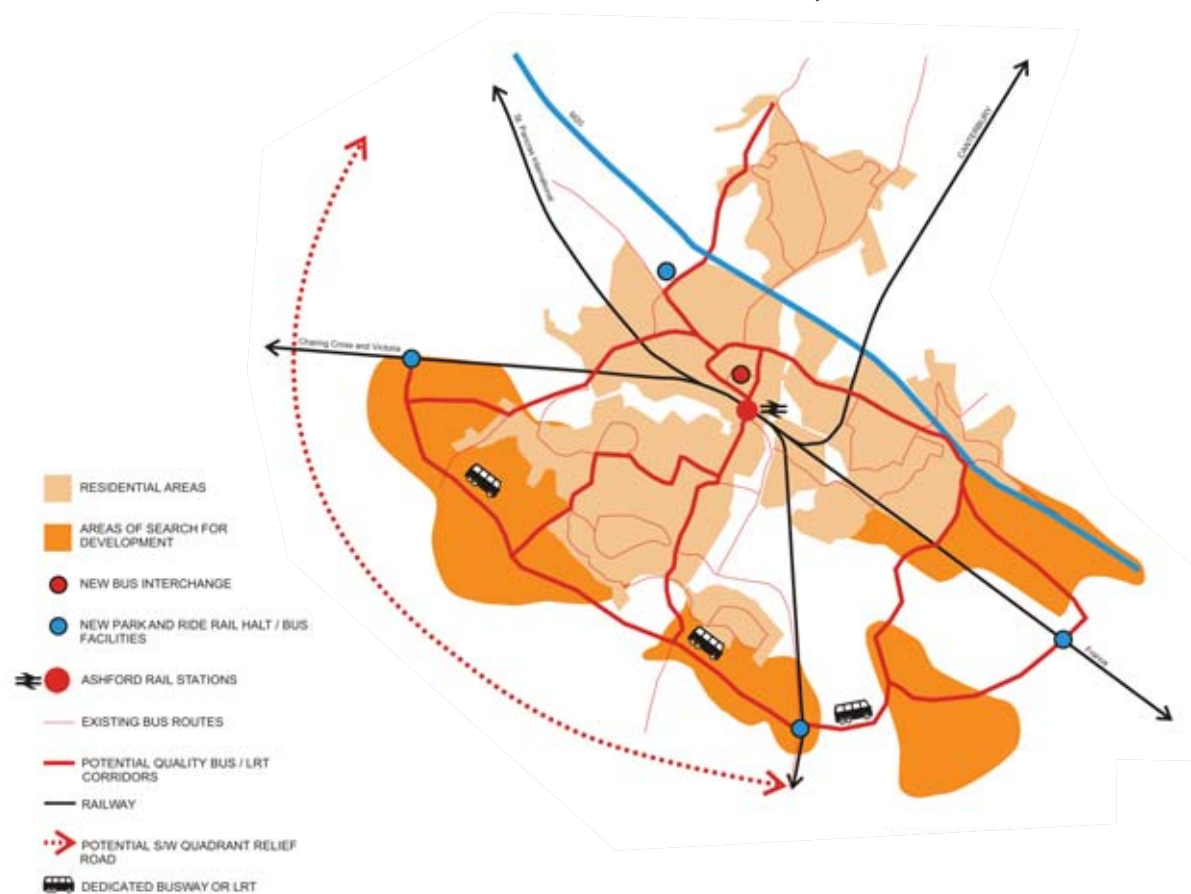 M20
St. Pancras International
CANTERBURY
Charing Cross and Victoria
France
RESIDENTIAL AREAS
AREAS OF SEARCH FOR
DEVELOPMENT
NEW BUS INTERCHANGE
NEW PARK AND RIDE RAIL HALT / BUS
FACILITIES
ASHFORD RAIL STATIONS
EXISTING BUS ROUTES
POTENTIAL QUALITY BUS / LRT
CORRIDORS
RAILWAY
POTENTIAL S/W QUADRANT RELIEF
ROAD
DEDICATED BUSWAY OR LRT